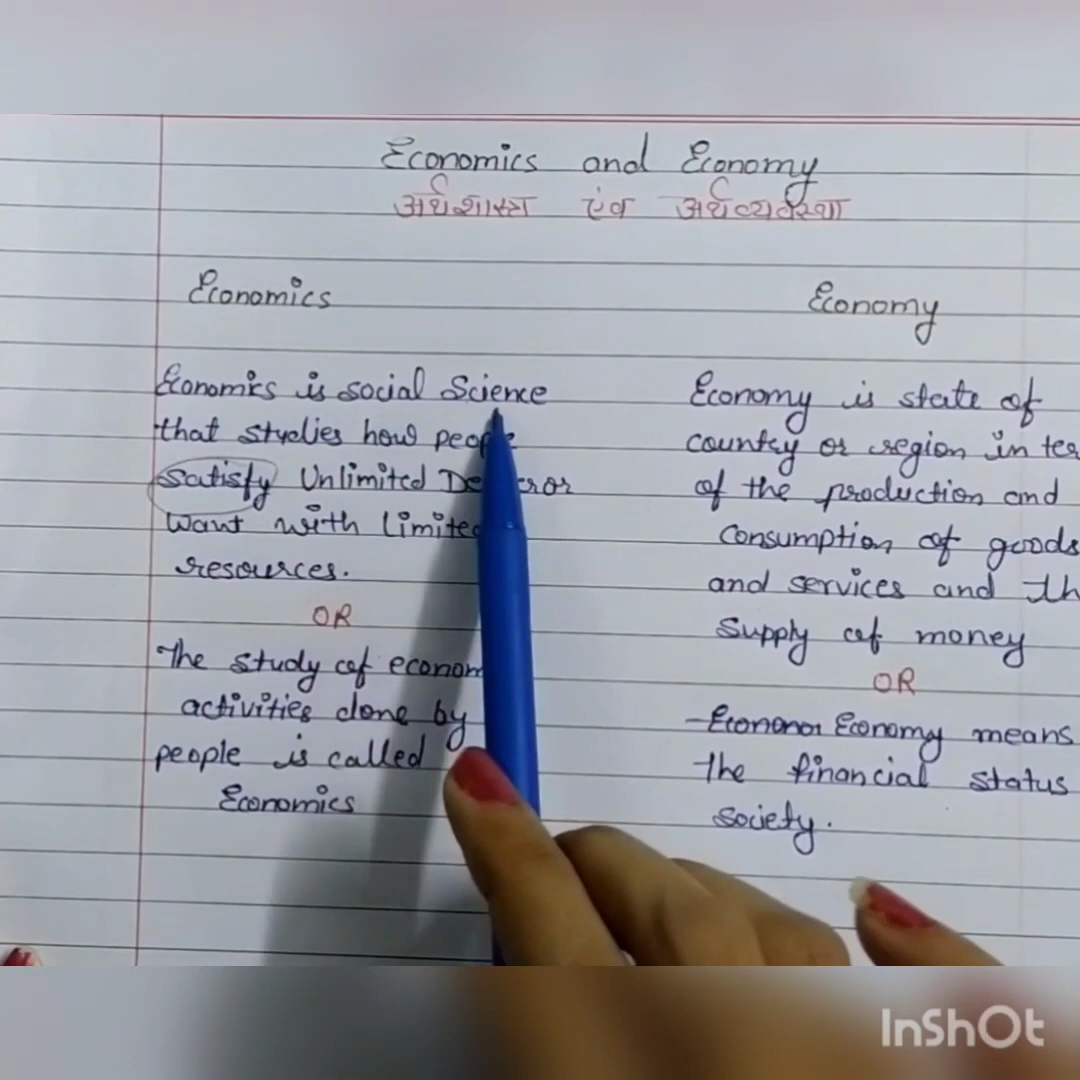 Economics and Economy
अर्थशास्त्र एंव अर्थव्यवस्था
Economics
Economics is social Science
that studies how people
satisfy Unlimited
Want with limited
resources.
OR
The study of
activities done by
people is called
Economics
Economy
Economy is state of
country or region in
of the production and
consumption of goods
and services and
Supply of money
OR
Economy means
the financial status
society.
InShOt